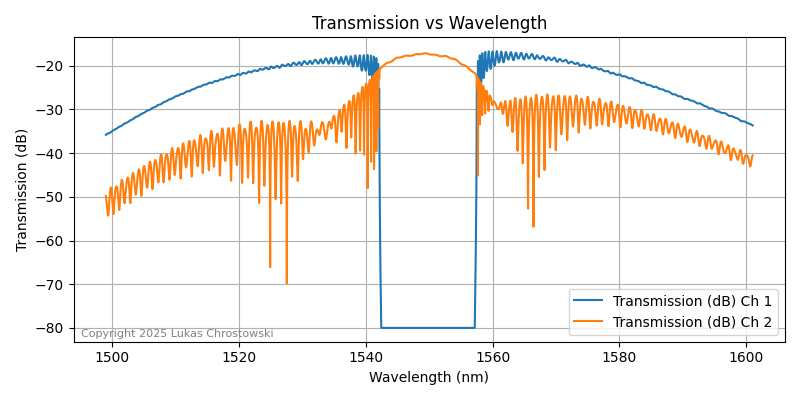 Transmission vs Wavelength
Transmission (dB)
−20
−30
−40
−50
−60
−70
−80
Transmission (dB) Ch 1
Transmission (dB) Ch 2
Copyright 2025 Lukas Chrostowski
1500 1520 1540 1560 1580 1600
Wavelength (nm)